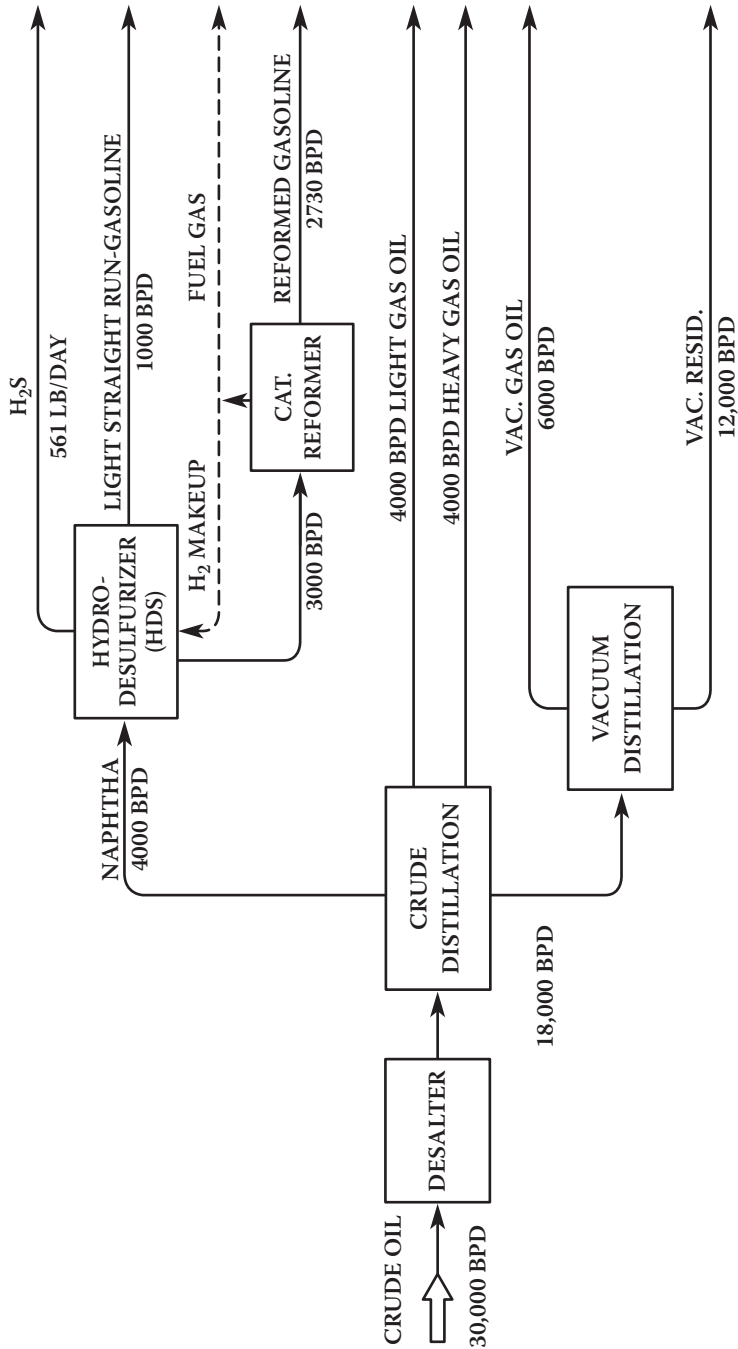 CRUDE OIL
30,000 BPD
DESALTER
CRUDE
DISTILLATION
18,000 BPD
NAPHTHA
4000 BPD
HYDRO-
DESULFURIZER
(HDS)
H₂S
561 LB/DAY
LIGHT STRAIGHT RUN-GASOLINE
1000 BPD
H₂ MAKEUP
FUEL GAS
3000 BPD
CAT.
REFORMER
REFORMED GASOLINE
2730 BPD
4000 BPD LIGHT GAS OIL
4000 BPD HEAVY GAS OIL
VACUUM
DISTILLATION
VAC. GAS OIL
6000 BPD
VAC. RESID.
12,000 BPD